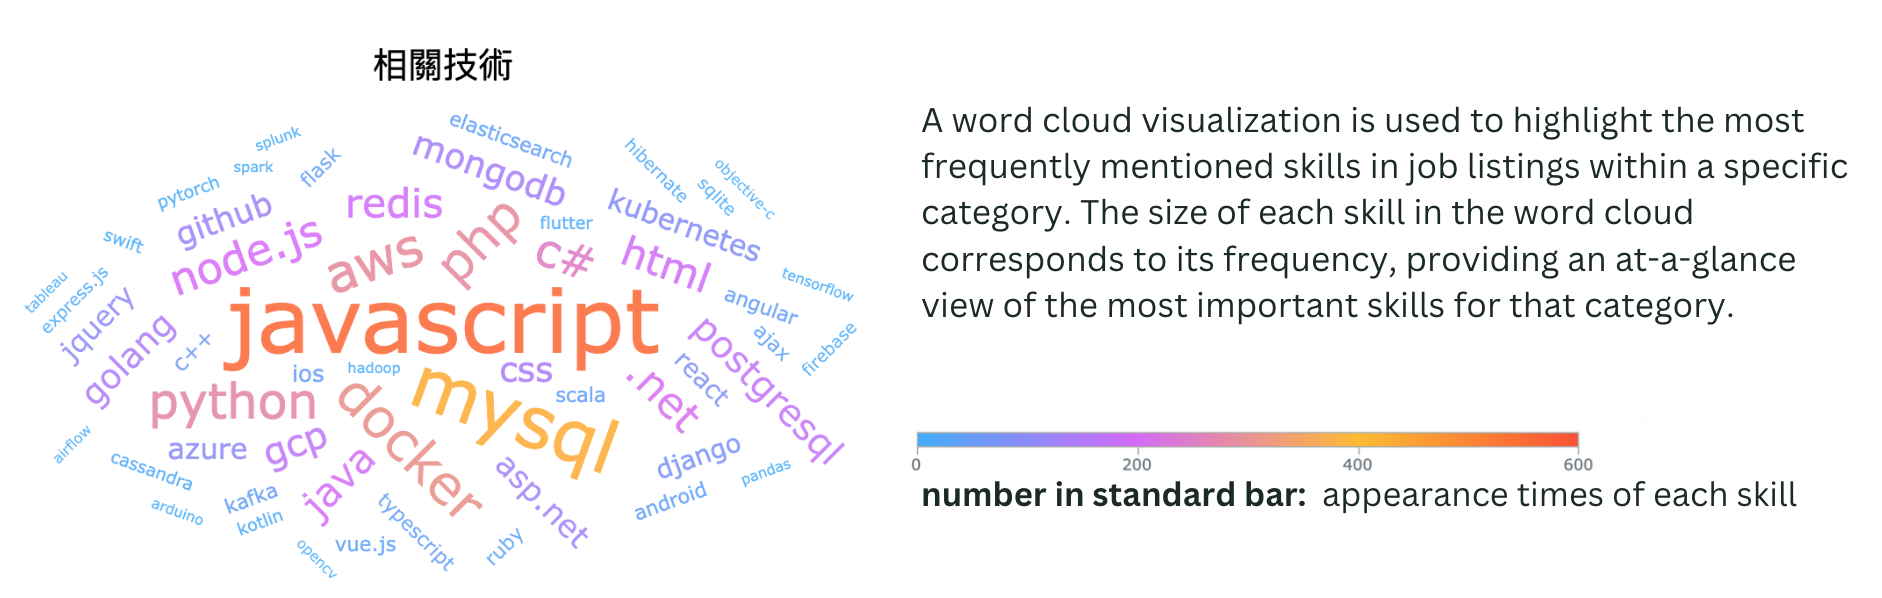 相關技術
splunk
elasticsearch
spark
flask
mongodb
hibernate
objective-c
pytorch
github
redis
php
flutter
kubernetes
sqlite
swift
node.js
aws
c#
html
tableau
express.js
jquery
javascript
angular
tensorflow
golang
c++
ios
hadoop
css
scala
react
ajax
firebase
python
docker
mysql
.net
postgresql
airflow
azure
gcp
java
asp.net
django
pandas
cassandra
kafka
android
arduino
kotlin
typescript
vue.js
ruby
opencv
A word cloud visualization is used to highlight the most
frequently mentioned skills in job listings within a specific
category. The size of each skill in the word cloud
corresponds to its frequency, providing an at-a-glance
view of the most important skills for that category.
0 200 400 600
number in standard bar: appearance times of each skill